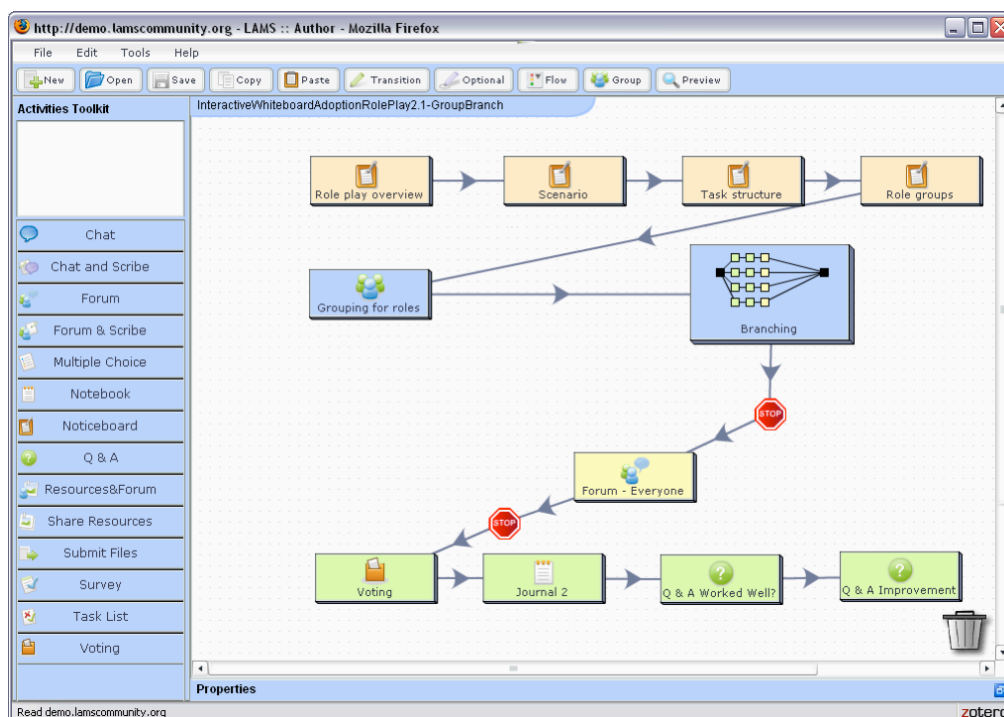 http://demo.lamscommunity.org - LAMS :: Author - Mozilla Firefox
File Edit Tools Help
New Open Save Copy Paste Transition Optional Flow Group Preview
Activities Toolkit
InteractiveWhiteboardAdoptionRolePlay2.1-GroupBranch
Role play overview
Scenario
Task structure
Role groups
Grouping for roles
Branching
STOP
Forum - Everyone
STOP
Voting
Journal 2
Q & A Worked Well?
Q & A Improvement
Chat
Chat and Scribe
Forum
Forum & Scribe
Multiple Choice
Notebook
Noticeboard
Q & A
Resources&Forum
Share Resources
Submit Files
Survey
Task List
Voting
Properties
Read demo.lamscommunity.org
zotero